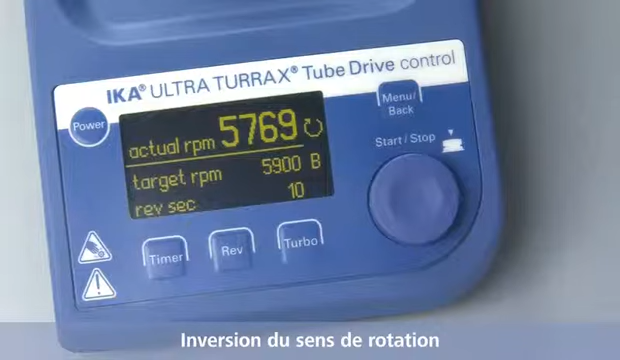 IKA® ULTRA TURRAX® Tube Drive control
Power
actual rpm 5769
target rpm 5900 B
rev sec 10
Menu/
Back
Start / Stop
Timer
Rev
Turbo
Inversion du sens de rotation